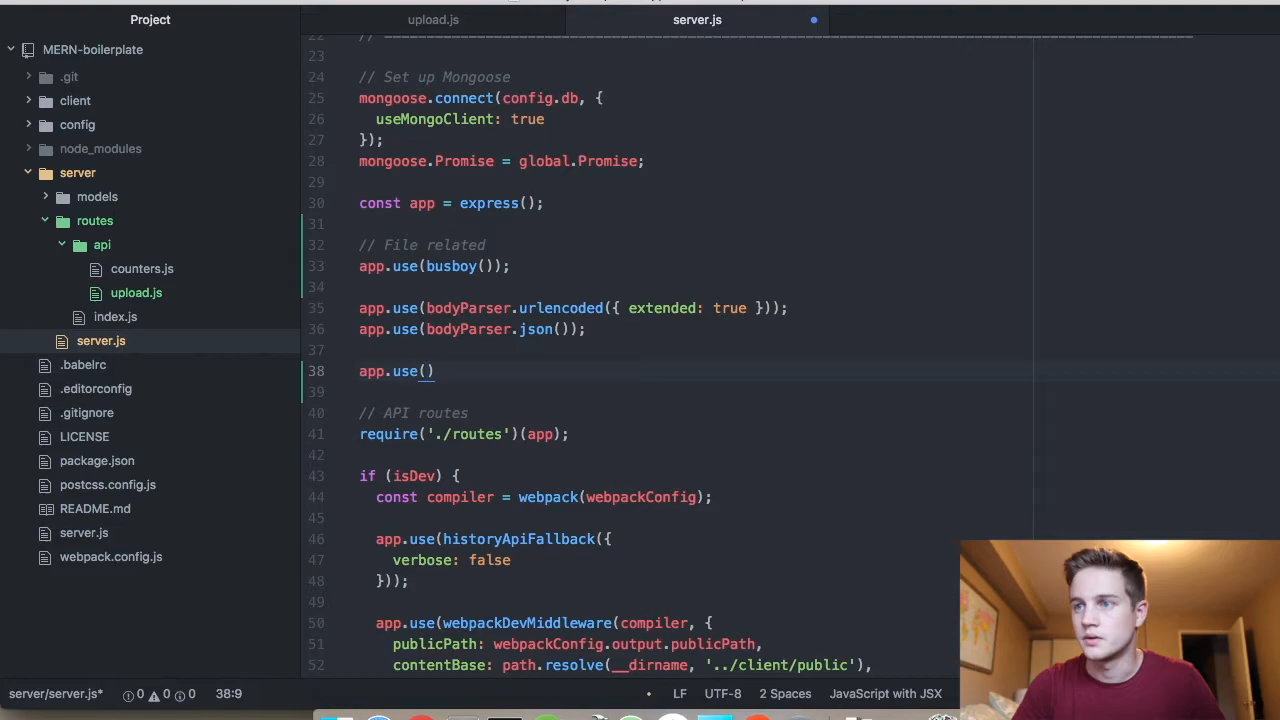 Project
upload.js
server.js
MERN-boilerplate
.git
client
config
node_modules
server
models
routes
api
counters.js
upload.js
index.js
server.js
.babelrc
.editorconfig
.gitignore
LICENSE
package.json
postcss.config.js
README.md
server.js
webpack.config.js
22 //
23
24 // Set up Mongoose
25 mongoose.connect(config.db, {
26 useMongoClient: true
27 });
28 mongoose.Promise = global.Promise;
29
30 const app = express();
31
32 // File related
33 app.use(busboy());
34
35 app.use(bodyParser.urlencoded({ extended: true }));
36 app.use(bodyParser.json());
37
38 app.use()
39
40 // API routes
41 require('./routes')(app);
42
43 if (isDev) {
44 const compiler = webpack(webpackConfig);
45
46 app.use(historyApiFallback({
47 verbose: false
48 }));
49
50 app.use(webpackDevMiddleware(compiler, {
51 publicPath: webpackConfig.output.publicPath,
52 contentBase: path.resolve(__dirname, '../client/public'),
server/server.js* 0 0 0 38:9 LF UTF-8 2 Spaces JavaScript with JSX